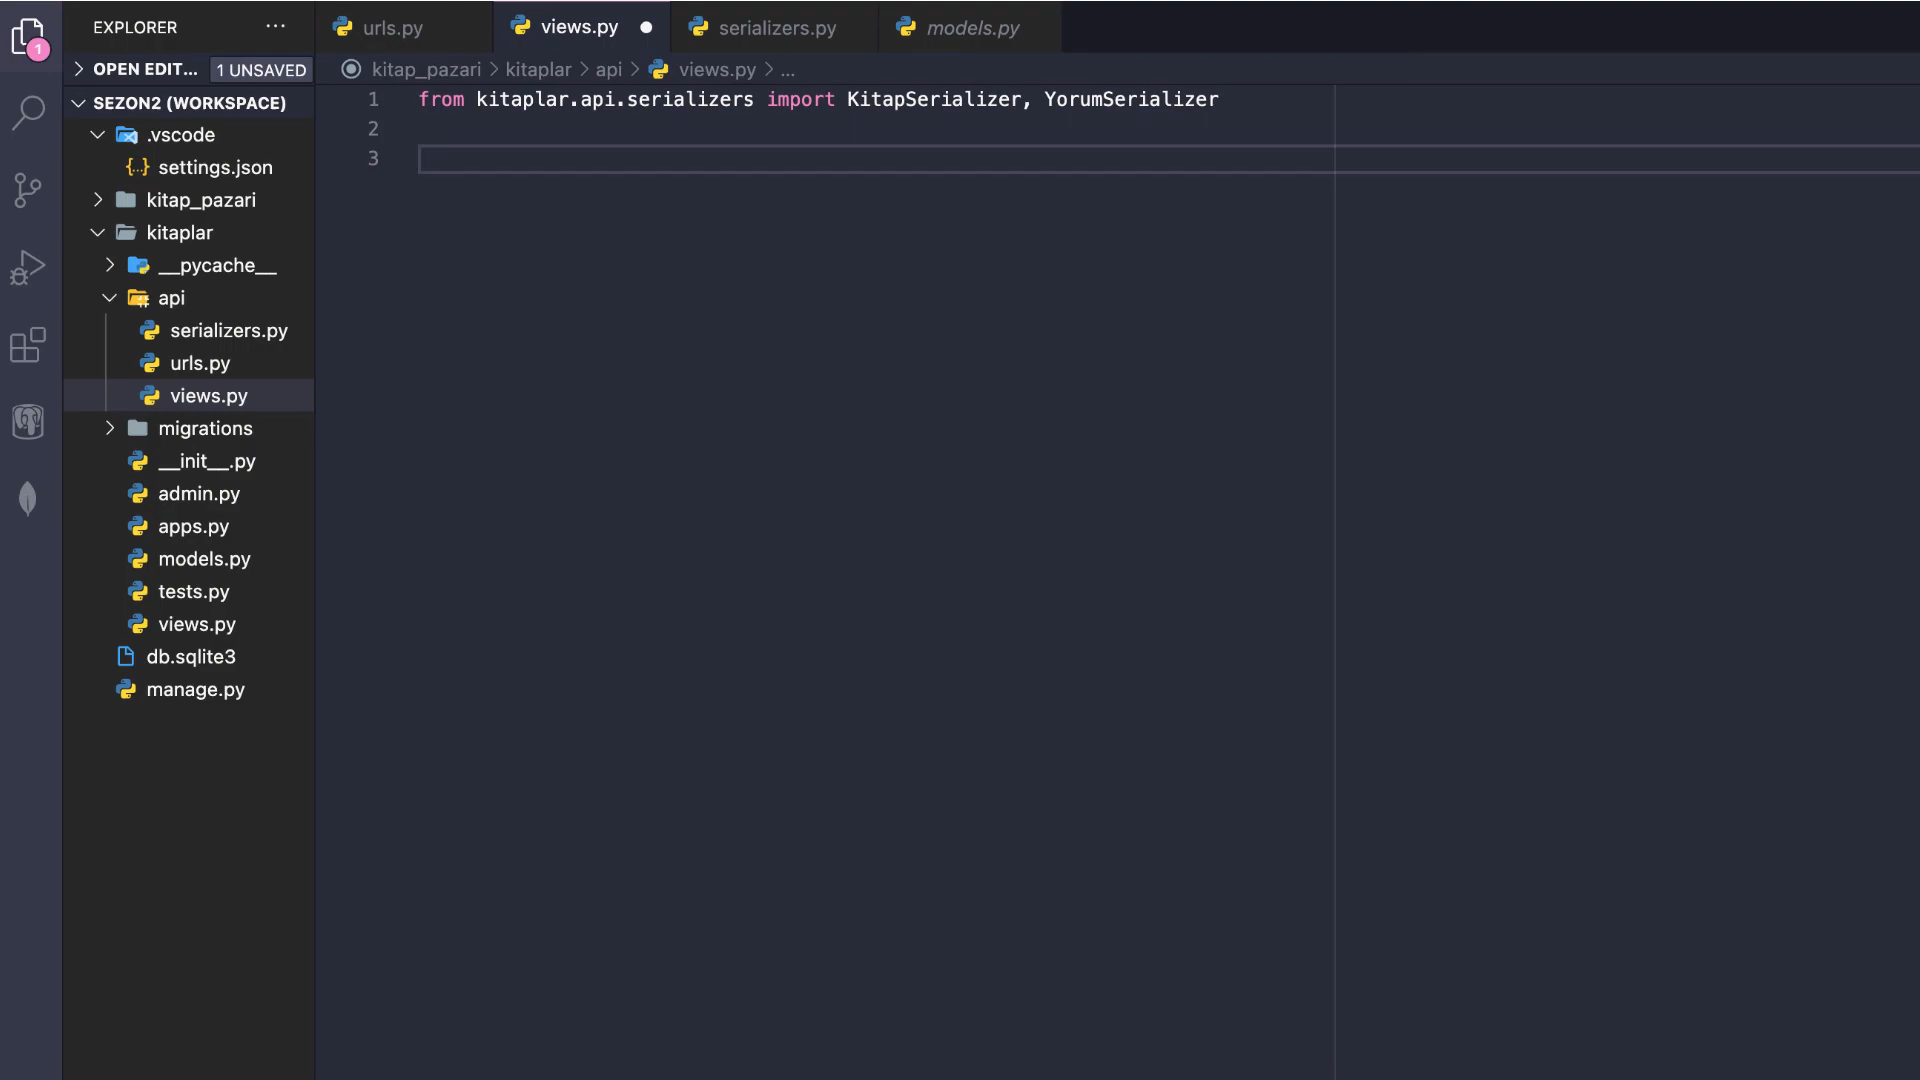 EXPLORER ...
1
OPEN EDIT... 1 UNSAVED
SEZON2 (WORKSPACE)
.vscode
{..} settings.json
kitap_pazari
kitaplar
__pycache__
api
serializers.py
urls.py
views.py
migrations
__init__.py
admin.py
apps.py
models.py
tests.py
views.py
db.sqlite3
manage.py
urls.py views.py serializers.py models.py
kitap_pazari > kitaplar > api > views.py > ...
1 from kitaplar.api.serializers import KitapSerializer, YorumSerializer
2
3